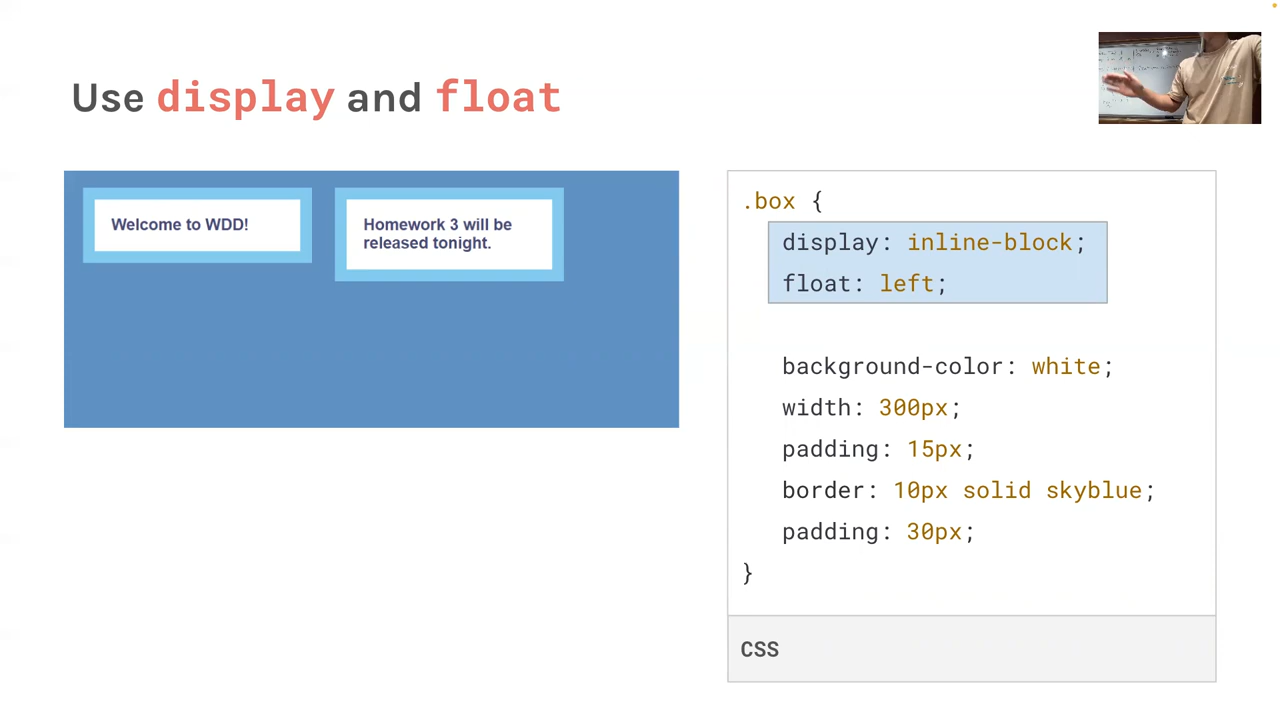 Use display and float
Welcome to WDD!
Homework 3 will be
released tonight.
.box {
display: inline-block;
float: left;
background-color: white;
width: 300px;
padding: 15px;
border: 10px solid skyblue;
padding: 30px;
}
CSS